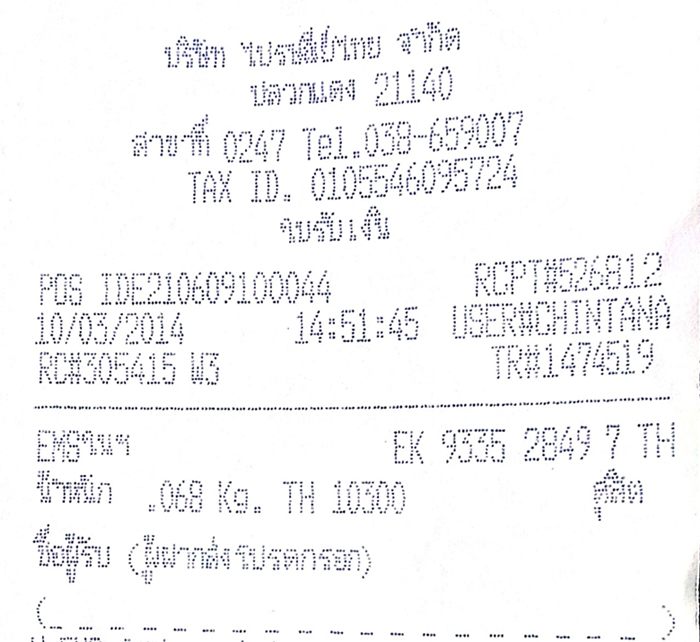 บริษัท ไปรษณีย์ไทย จำกัด
ปลวกแดง 21140
สาขาที่ 0247 Tel.038-659007
TAX ID. 0105546095724
ใบรับเงิน
POS IDE210609100044 RCPT#526812
10/03/2014 14:51:45 USER#CHINTANA
RC#305415 W3 TR#1474519
EMSในฯ EK 9335 2849 7 TH
น้ำหนัก .068 Kg. TH 10300 ดุสิต
ชื่อผู้รับ (ผู้ฝากส่งโปรดกรอก)
(_ _ _ _ _ _ _ _ _ _ _ _ _ _ _ _)